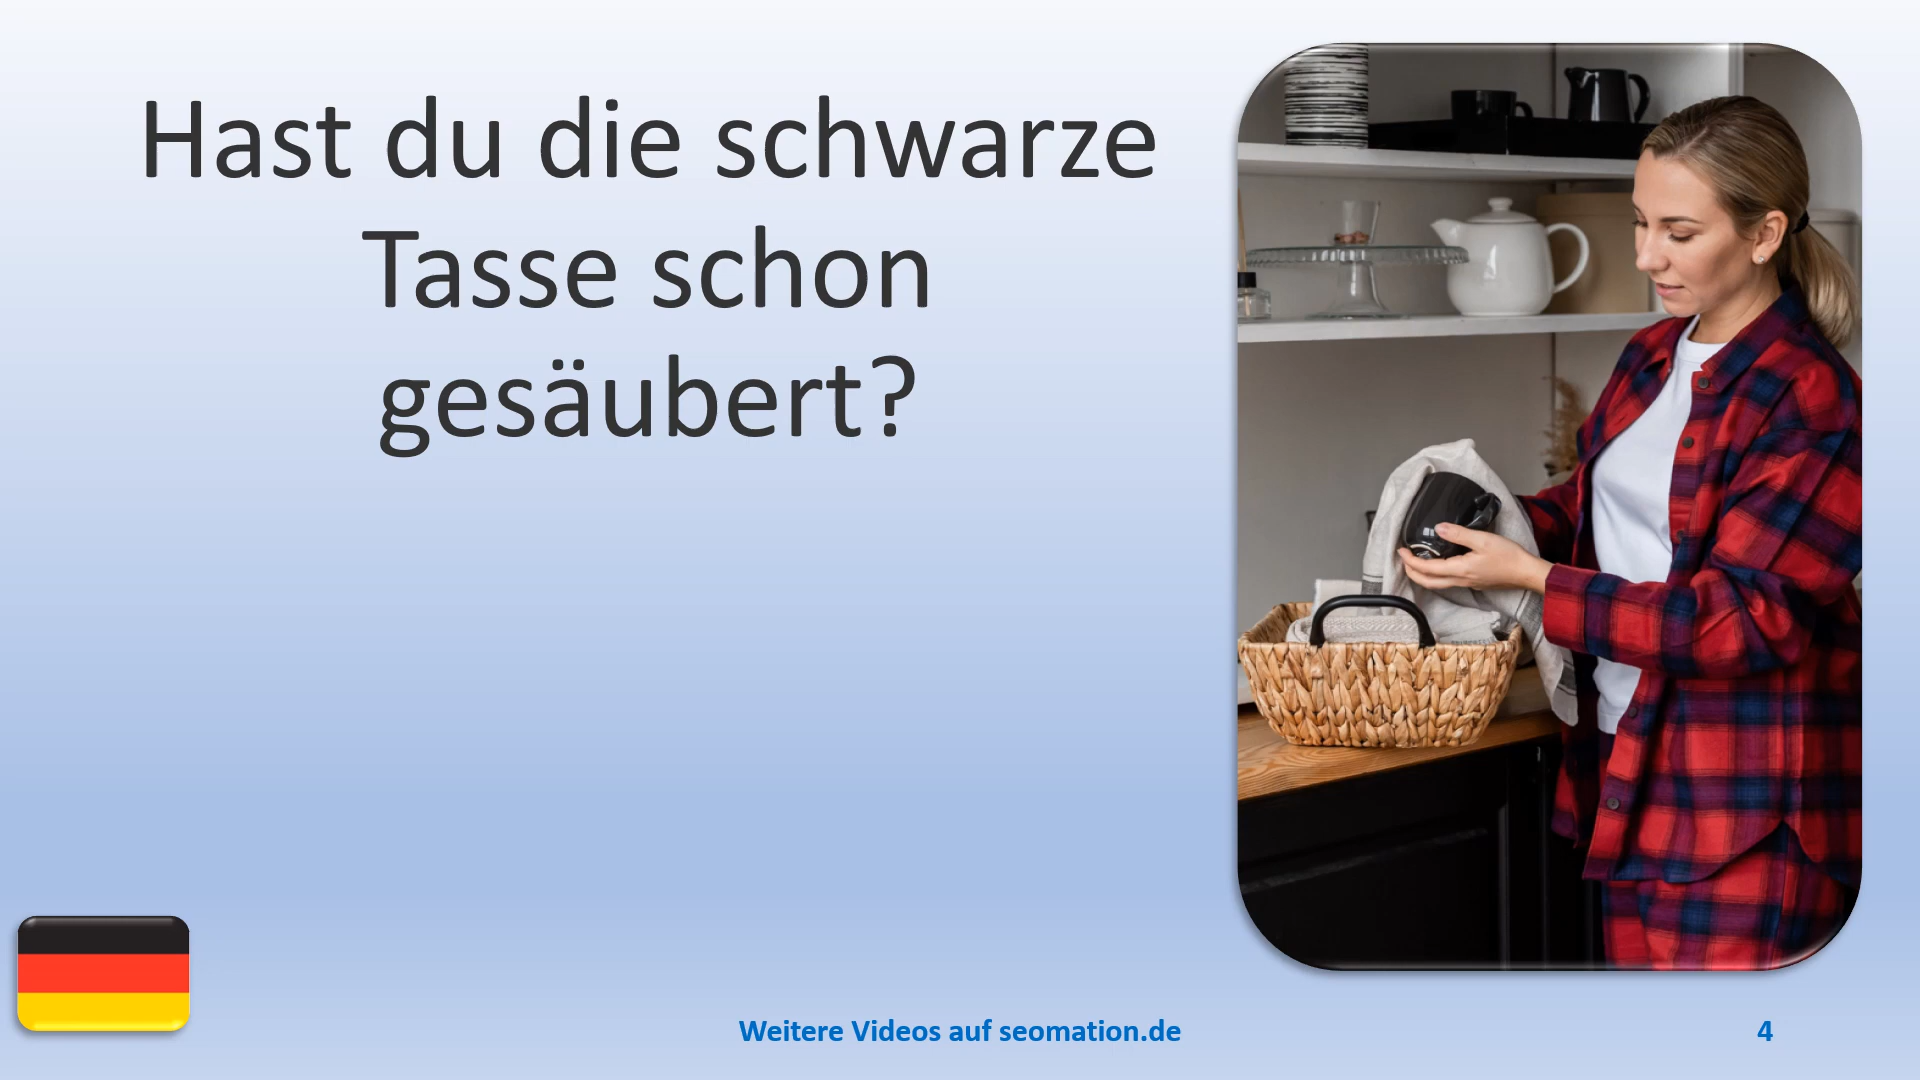 Hast du die schwarze
Tasse schon
gesäubert?
Weitere Videos auf seomation.de
4